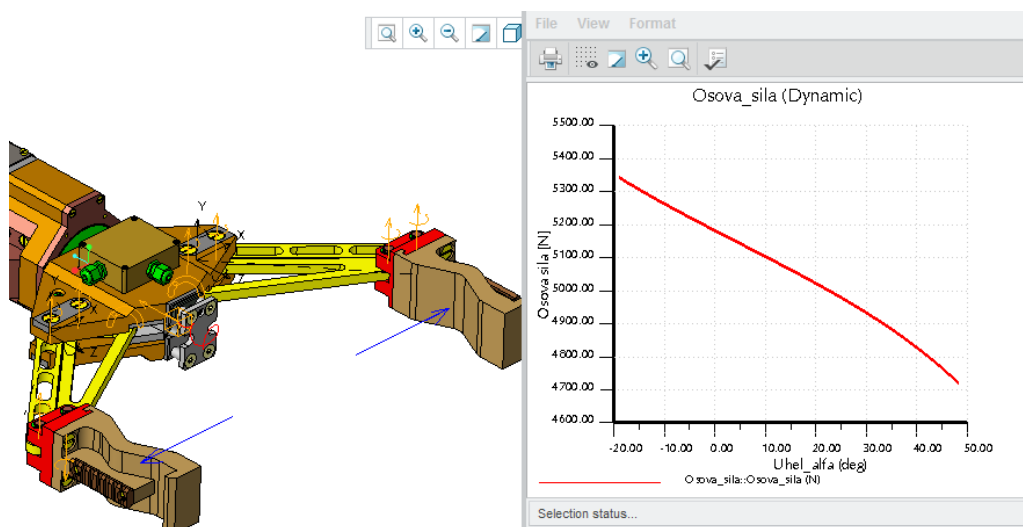 File View Format
Osova_sila (Dynamic)
Osova_sila [N]
5500.00
5400.00
5300.00
5200.00
5100.00
5000.00
4900.00
4800.00
4700.00
4600.00
-20.00 -10.00 0.00 10.00 20.00 30.00 40.00 50.00
Uhel_alfa (deg)
Osova_sila::Osova_sila (N)
Selection status...
Y
X
X
Z